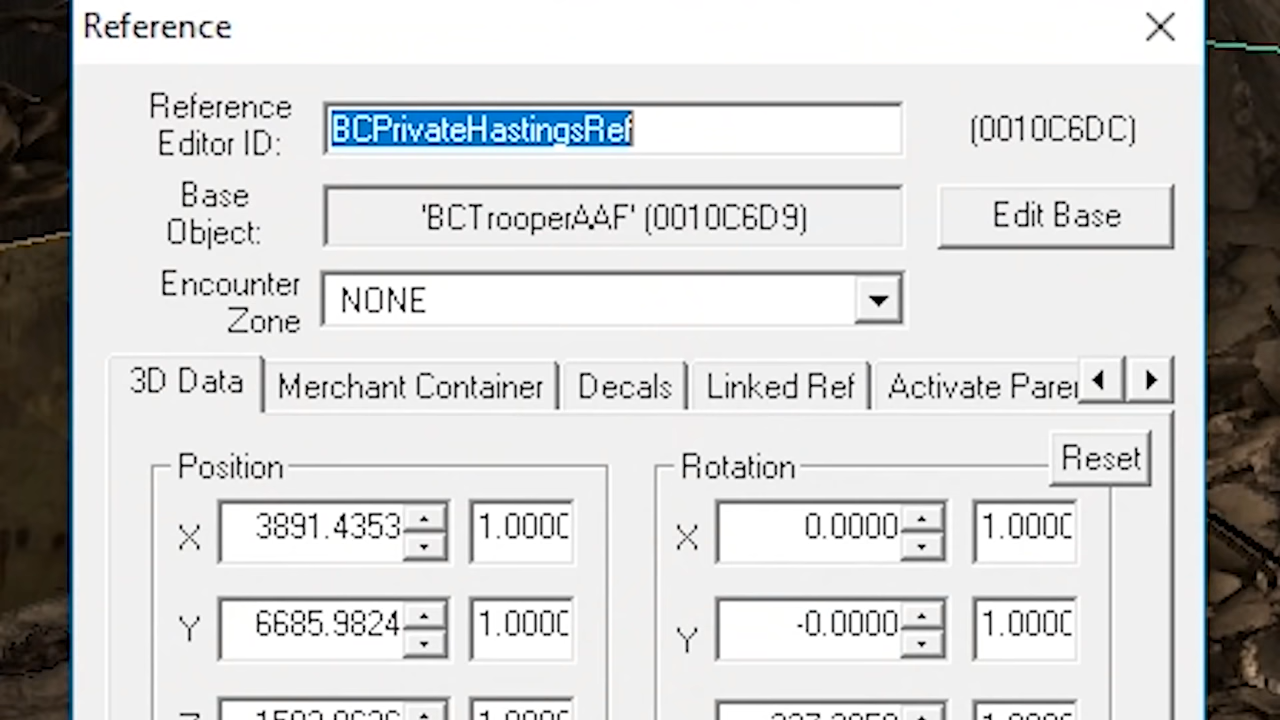 Reference
Reference
Editor ID:
BCPrivateHastingsRef
(0010C6DC)
Base
Object:
'BCTrooperAAF' (0010C6D9)
Edit Base
Encounter
Zone
NONE
3D Data
Merchant Container
Decals
Linked Ref
Activate Parer
Position
Rotation
Reset
X
3891.4353
1.0000
X
0.0000
1.0000
Y
6685.9824
1.0000
Y
-0.0000
1.0000